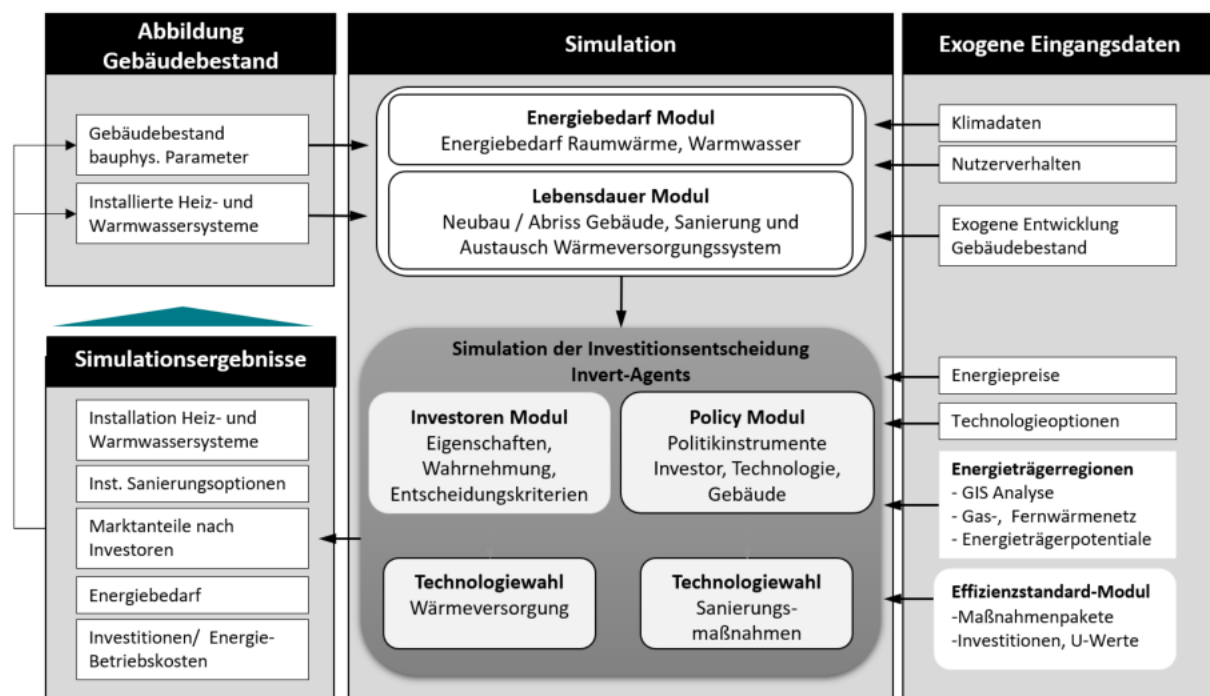 Abbildung
Gebäudebestand
Gebäudebestand
bauphys. Parameter
Installierte Heiz- und
Warmwassersysteme
Simulationsergebnisse
Installation Heiz- und
Warmwassersysteme
Inst. Sanierungsoptionen
Marktanteile nach
Investoren
Energiebedarf
Investitionen/ Energie-
Betriebskosten
Simulation
Energiebedarf Modul
Energiebedarf Raumwärme, Warmwasser
Lebensdauer Modul
Neubau / Abriss Gebäude, Sanierung und
Austausch Wärmeversorgungssystem
Simulation der Investitionsentscheidung
Invert-Agents
Investoren Modul
Eigenschaften,
Wahrnehmung,
Entscheidungskriterien
Policy Modul
Politikinstrumente
Investor, Technologie,
Gebäude
Technologiewahl
Wärmeversorgung
Technologiewahl
Sanierungs-
maßnahmen
Exogene Eingangsdaten
Klimadaten
Nutzerverhalten
Exogene Entwicklung
Gebäudebestand
Energiepreise
Technologieoptionen
Energieträgerregionen
- GIS Analyse
- Gas-, Fernwärmenetz
- Energieträgerpotentiale
Effizienzstandard-Modul
-Maßnahmenpakete
-Investitionen, U-Werte